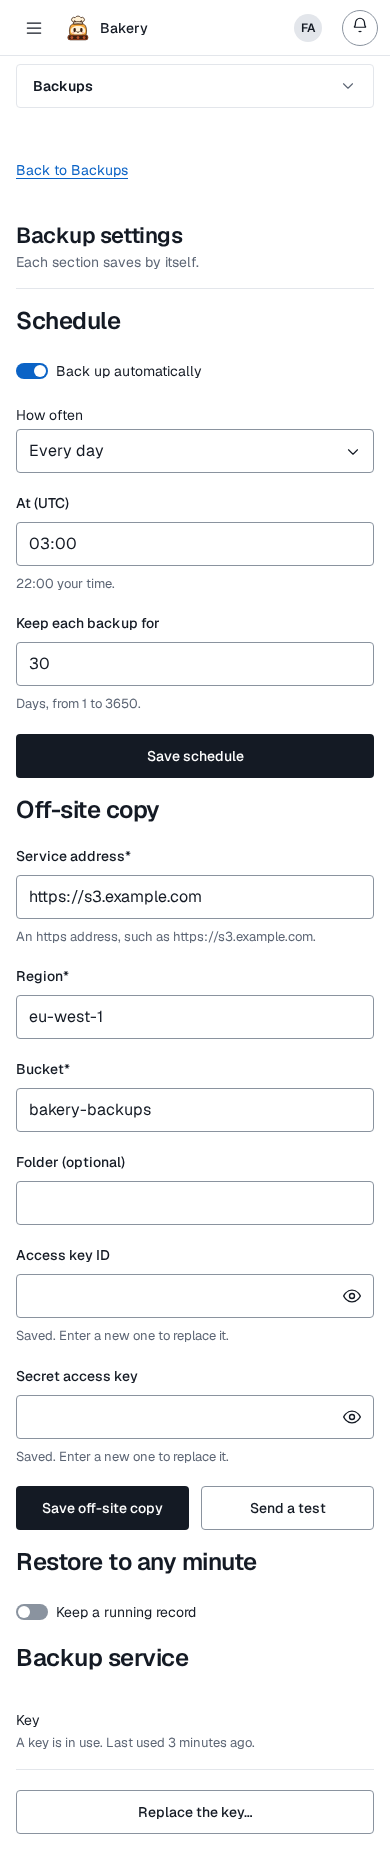 Bakery
FA
Backups
Back to Backups
Backup settings
Each section saves by itself.
Schedule
Back up automatically
How often
Every day
At (UTC)
03:00
22:00 your time.
Keep each backup for
30
Days, from 1 to 3650.
Save schedule
Off-site copy
Service address*
https://s3.example.com
An https address, such as https://s3.example.com.
Region*
eu-west-1
Bucket*
bakery-backups
Folder (optional)
Access key ID
Saved. Enter a new one to replace it.
Secret access key
Saved. Enter a new one to replace it.
Save off-site copy
Send a test
Restore to any minute
Keep a running record
Backup service
Key
A key is in use. Last used 3 minutes ago.
Replace the key...